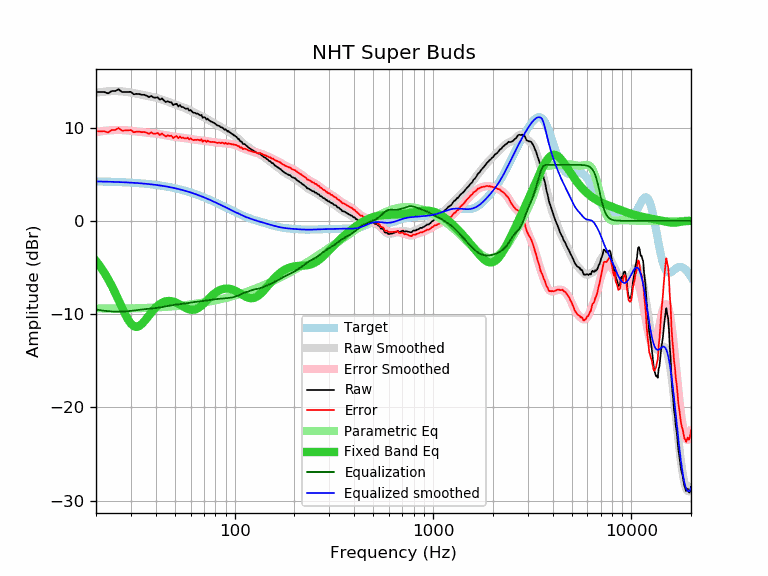 NHT Super Buds
Amplitude (dBr)
10
0
−10
−20
−30
Target
Raw Smoothed
Error Smoothed
Raw
Error
Parametric Eq
Fixed Band Eq
Equalization
Equalized smoothed
100
1000
10000
Frequency (Hz)